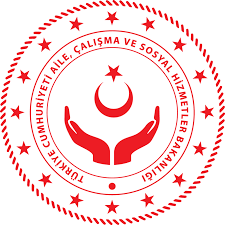 TÜRKİYE CUMHURİYETİ AİLE, ÇALIŞMA VE SOSYAL HİZMETLER BAKANLIĞI